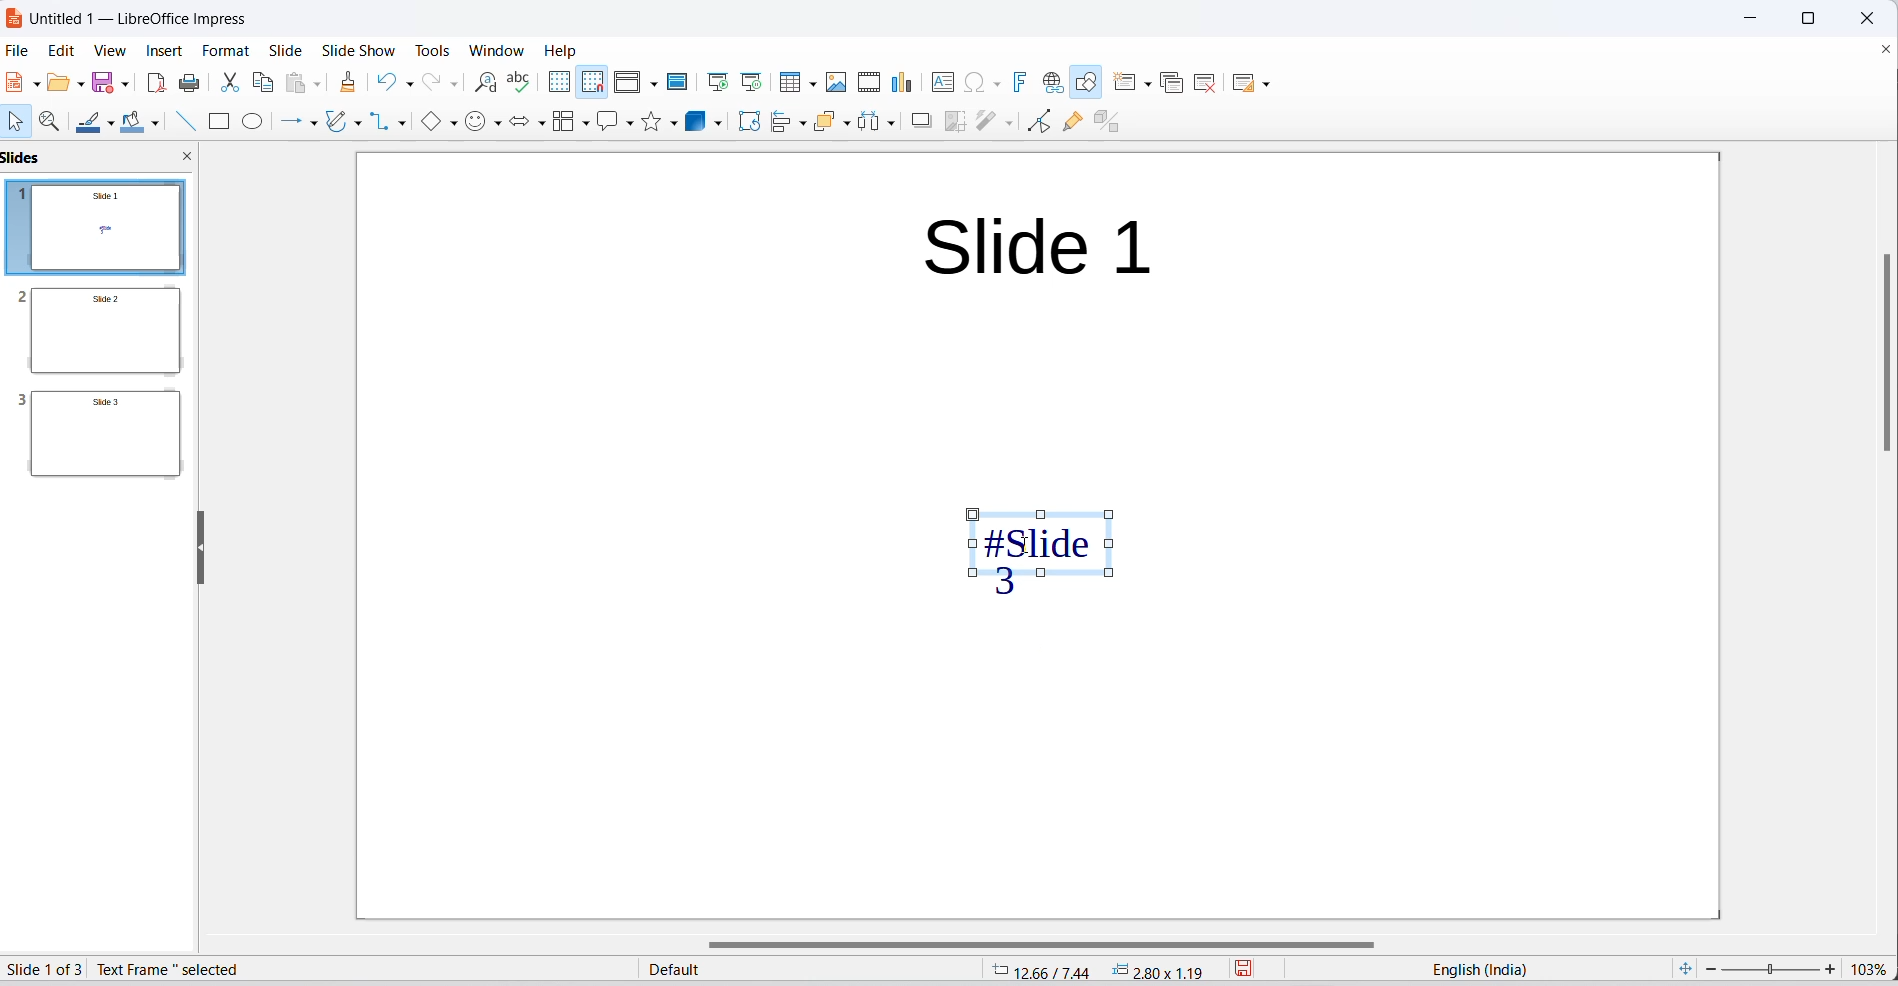 Untitled 1 — LibreOffice Impress
File Edit View Insert Format Slide Slide Show Tools Window Help
Slides
1
Slide 1
2
Slide 2
3
Slide 3
Slide 1
#Slide
3
Slide 1 of 3 Text Frame '' selected Default 12.66 / 7.44 2.80 x 1.19 English (India) 103%